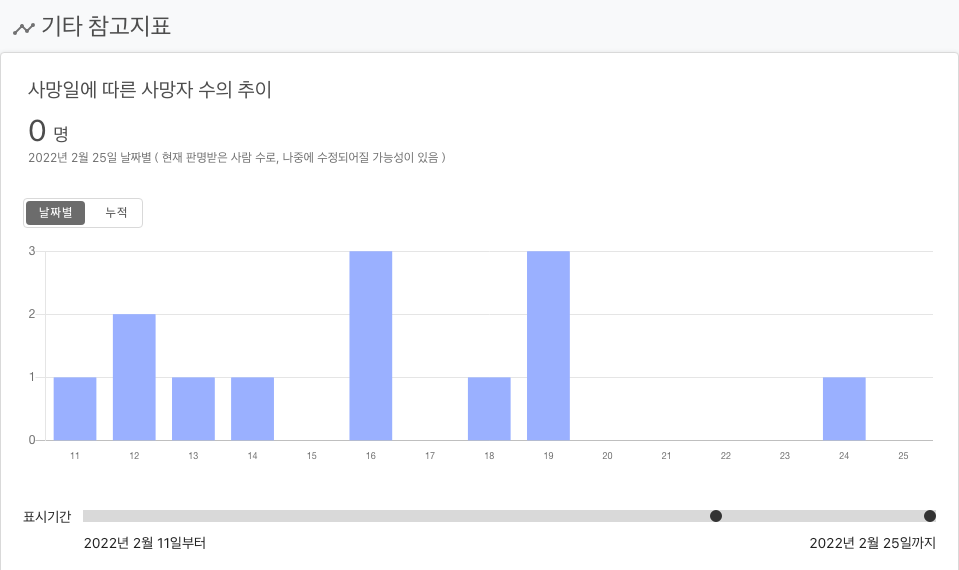 기타 참고지표
사망일에 따른 사망자 수의 추이
0 명
2022년 2월 25일 날짜별 ( 현재 판명받은 사람 수로, 나중에 수정되어질 가능성이 있음 )
날짜별 누적
3
2
1
0
11 12 13 14 15 16 17 18 19 20 21 22 23 24 25
표시기간
2022년 2월 11일부터 2022년 2월 25일까지